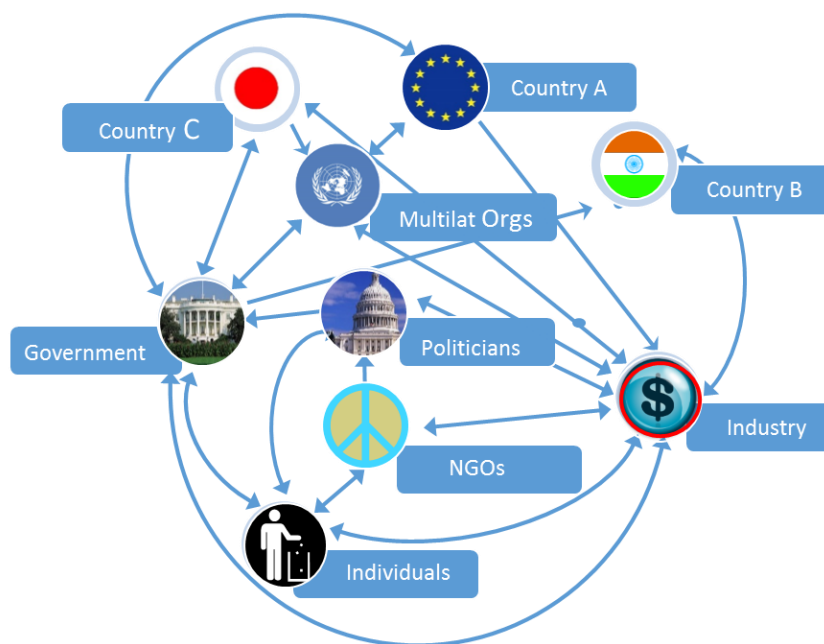 Country A
Country C
Country B
Multilat Orgs
Government
Politicians
$
Industry
NGOs
Individuals